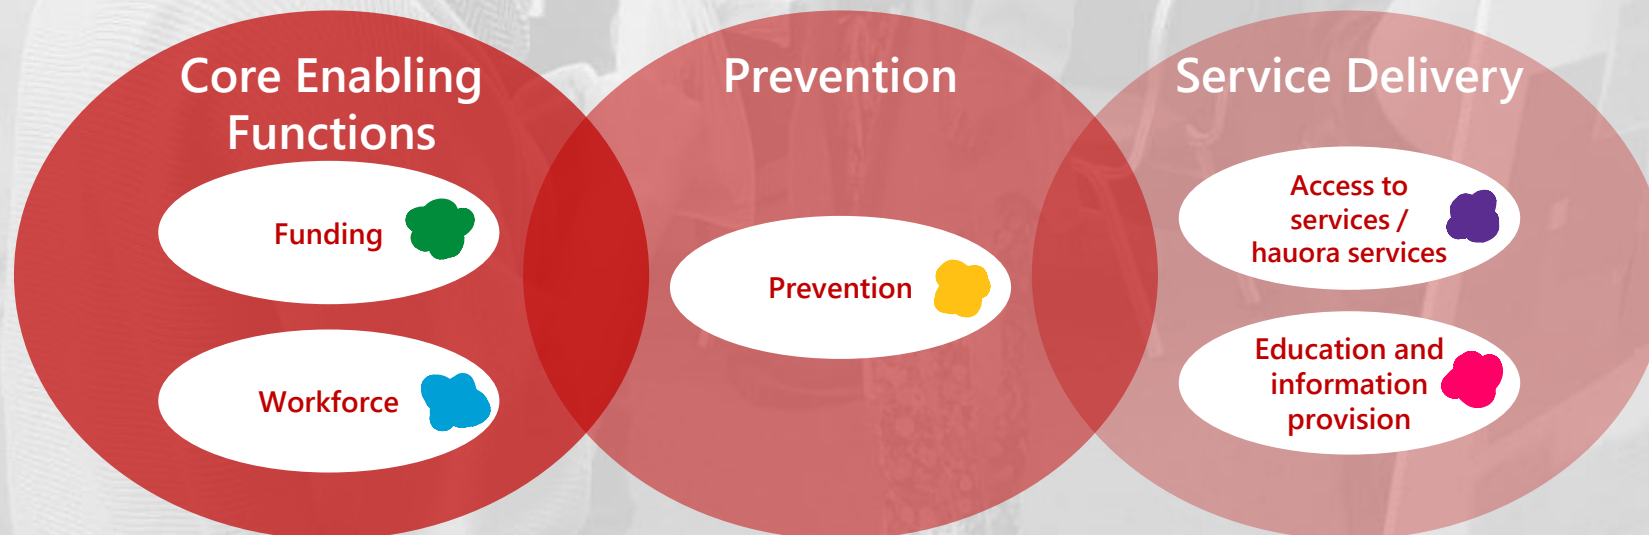 Core Enabling
Functions
Funding
Workforce
Prevention
Prevention
Service Delivery
Access to
services /
hauora services
Education and
information
provision